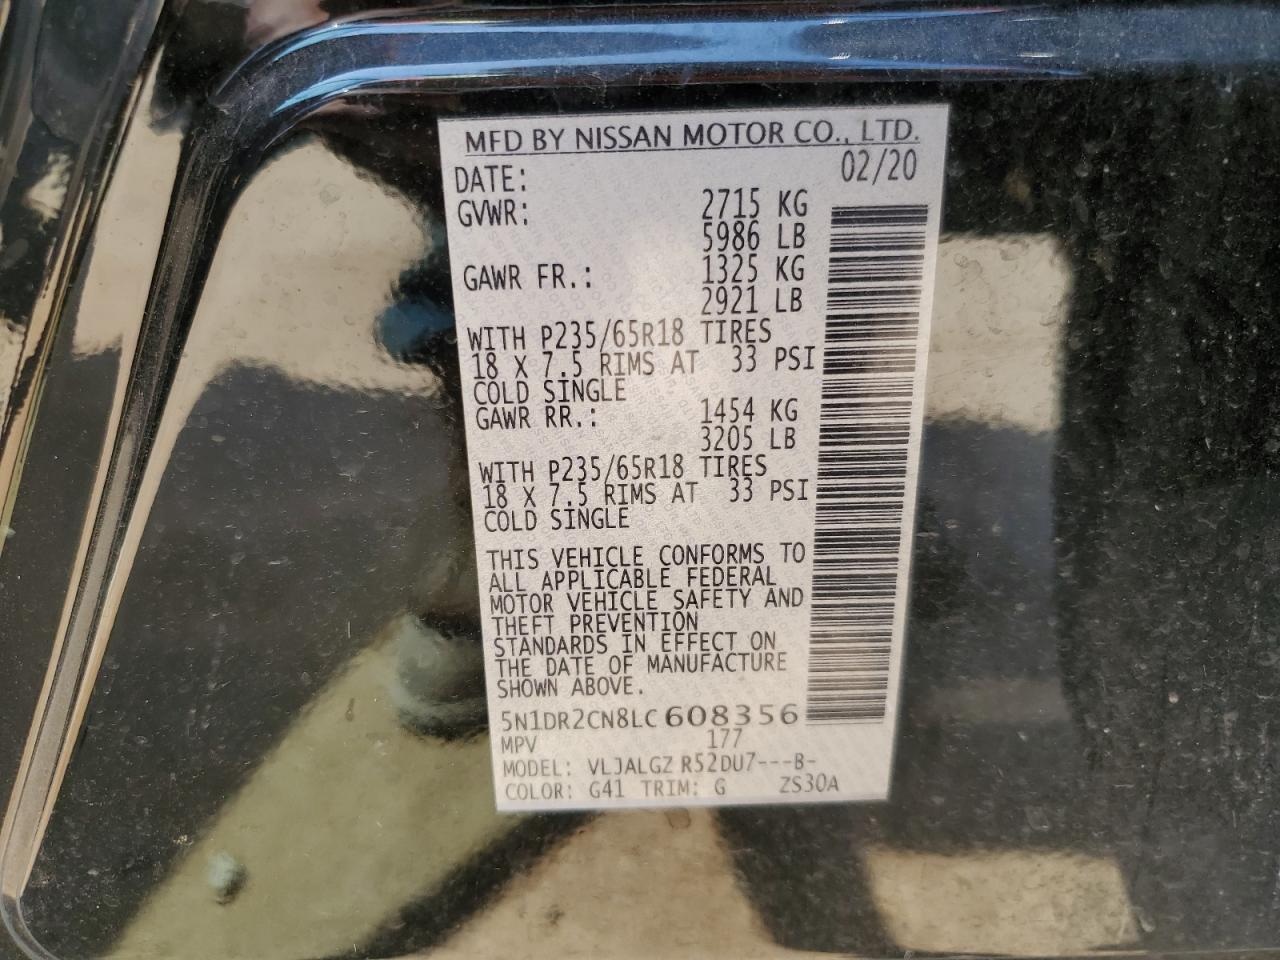 MFD BY NISSAN MOTOR CO., LTD.
DATE: 02/20
GVWR: 2715 KG
5986 LB
GAWR FR.: 1325 KG
2921 LB
WITH P235/65R18 TIRES
18 X 7.5 RIMS AT 33 PSI
COLD SINGLE
GAWR RR.: 1454 KG
3205 LB
WITH P235/65R18 TIRES
18 X 7.5 RIMS AT 33 PSI
COLD SINGLE
THIS VEHICLE CONFORMS TO
ALL APPLICABLE FEDERAL
MOTOR VEHICLE SAFETY AND
THEFT PREVENTION
STANDARDS IN EFFECT ON
THE DATE OF MANUFACTURE
SHOWN ABOVE.
5N1DR2CN8LC608356
MPV 177
MODEL: VLJALGZ R52DU7---B-
COLOR: G41 TRIM: G ZS30A